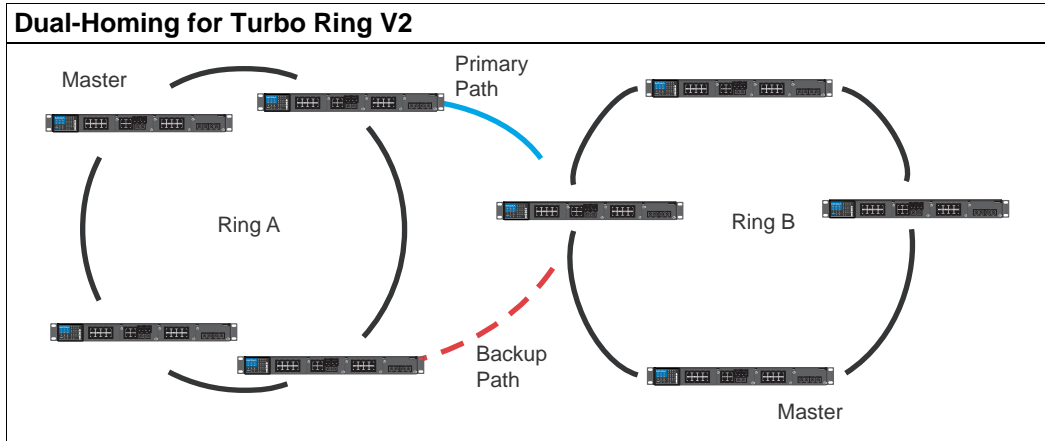 Dual-Homing for Turbo Ring V2
Master
Primary
Path
Ring A
Ring B
Backup
Path
Master